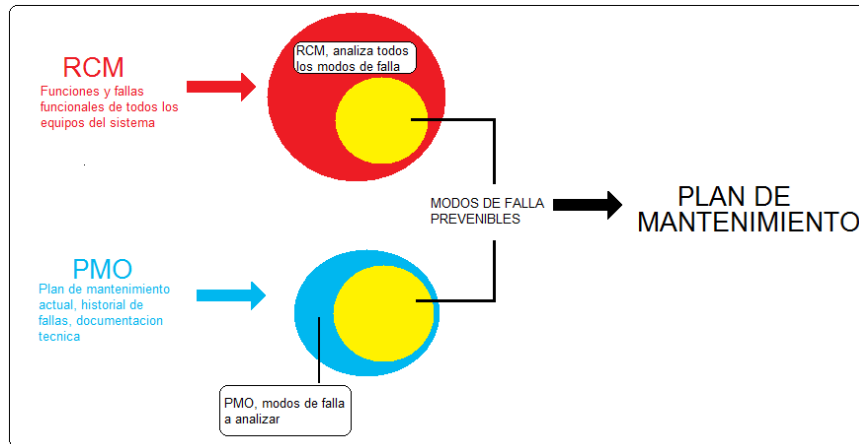 RCM
Funciones y fallas
funcionales de todos los
equipos del sistema
RCM, analiza todos
los modos de falla
MODOS DE FALLA
PREVENIBLES
PLAN DE
MANTENIMIENTO
PMO
Plan de mantenimiento
actual, historial de
fallas, documentacion
tecnica
PMO, modos de falla
a analizar